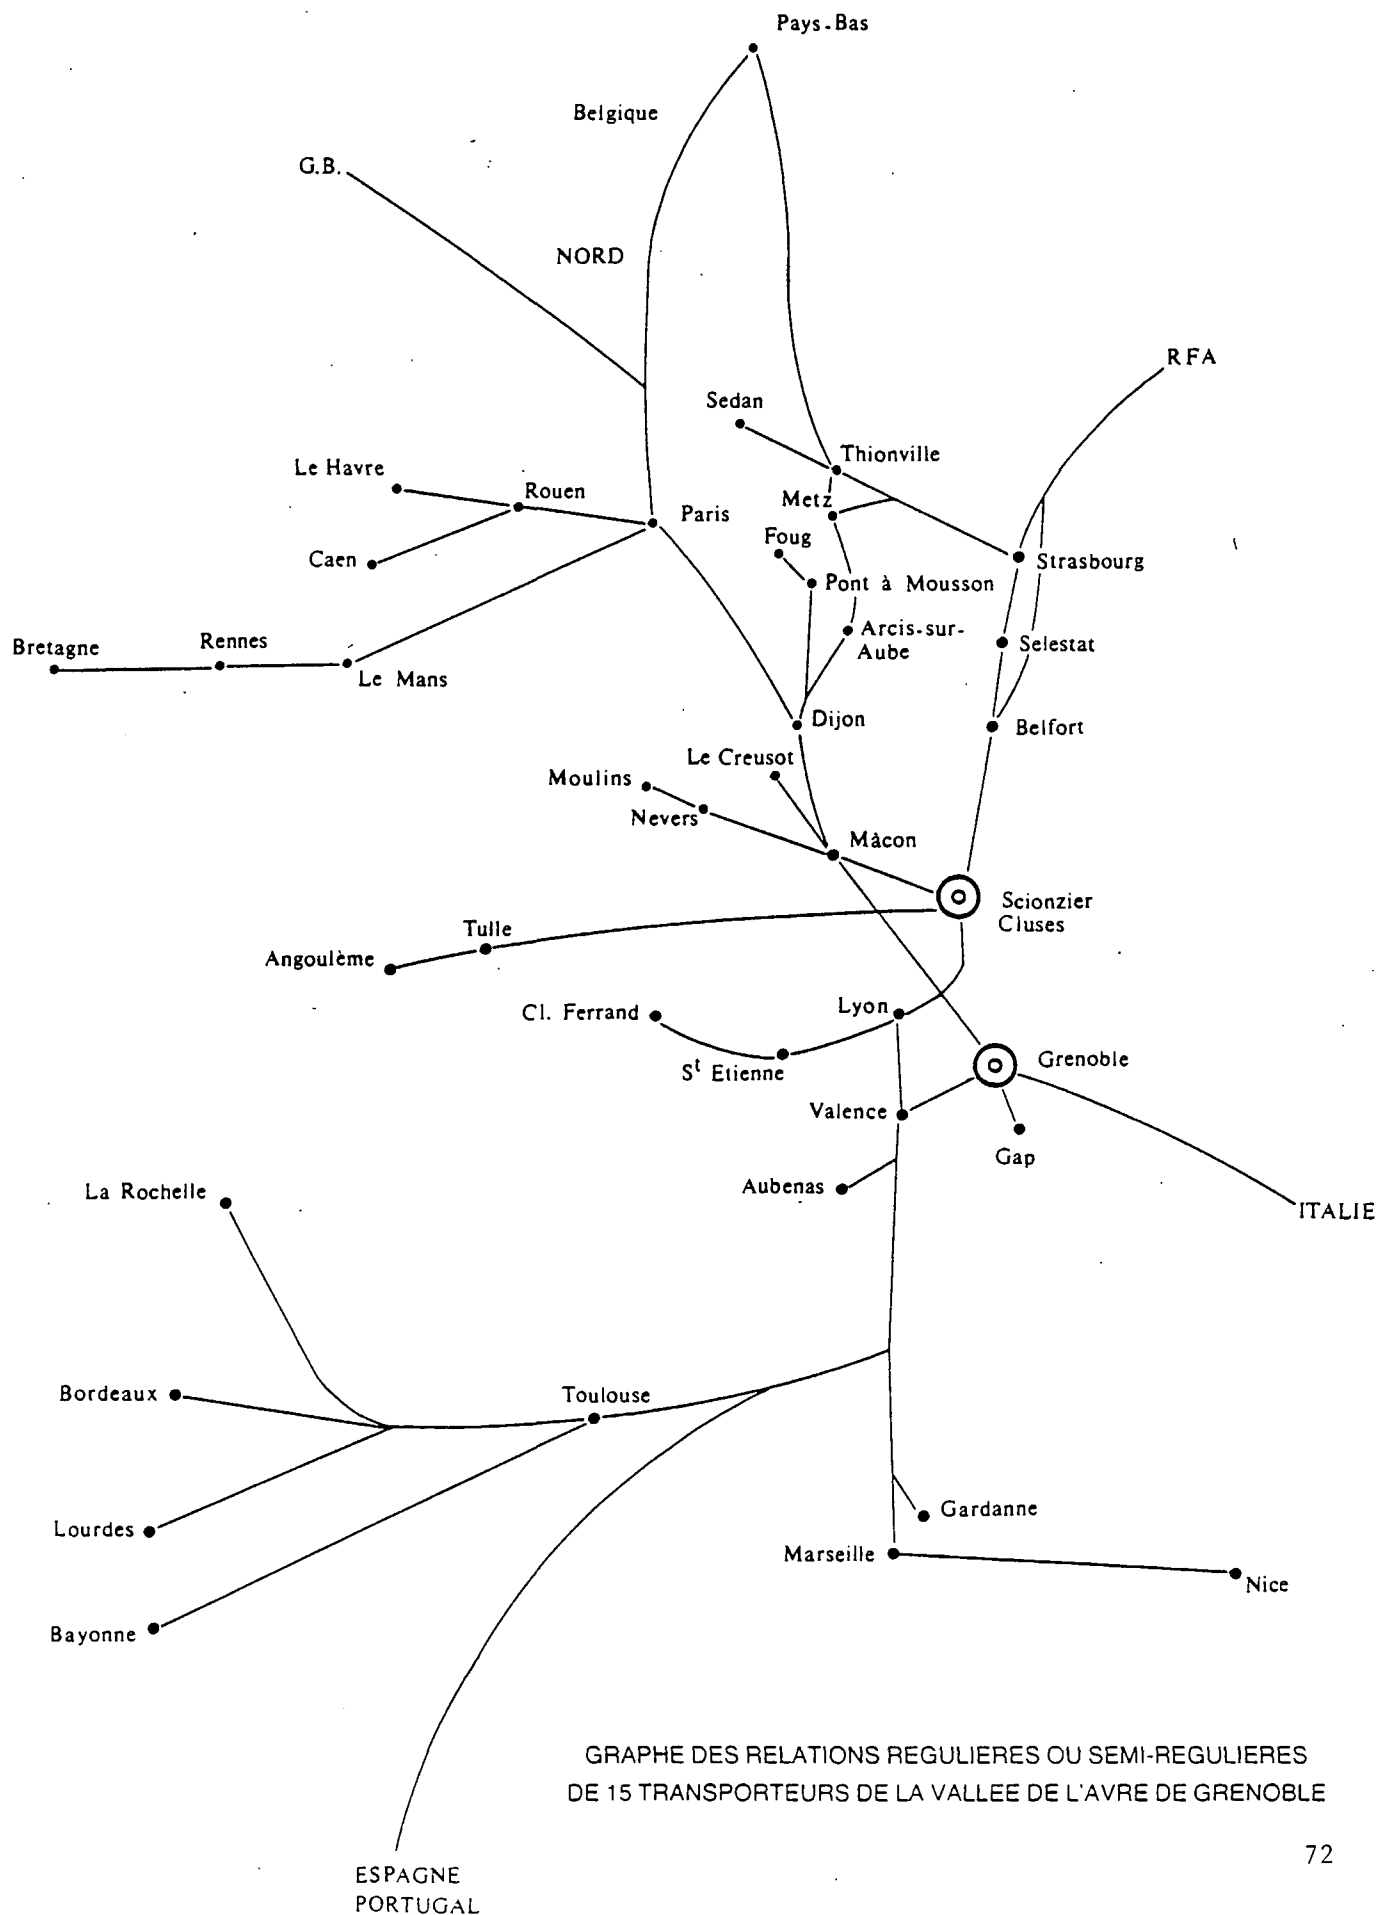 Pays-Bas
Belgique
G.B.
NORD
RFA
Sedan
Thionville
Le Havre
Rouen
Metz
Paris
Foug
Caen
Strasbourg
Pont à Mousson
Bretagne
Rennes
Arcis-sur-
Aube
Selestat
Le Mans
Dijon
Belfort
Le Creusot
Moulins
Nevers
Mâcon
Scionzier
Cluses
Tulle
Angoulème
Cl. Ferrand
Lyon
St Etienne
Grenoble
Valence
Gap
Aubenas
La Rochelle
ITALIE
Bordeaux
Toulouse
Lourdes
Gardanne
Marseille
Nice
Bayonne
GRAPHE DES RELATIONS REGULIERES OU SEMI-REGULIERES
DE 15 TRANSPORTEURS DE LA VALLEE DE L'AVRE DE GRENOBLE
72
ESPAGNE
PORTUGAL